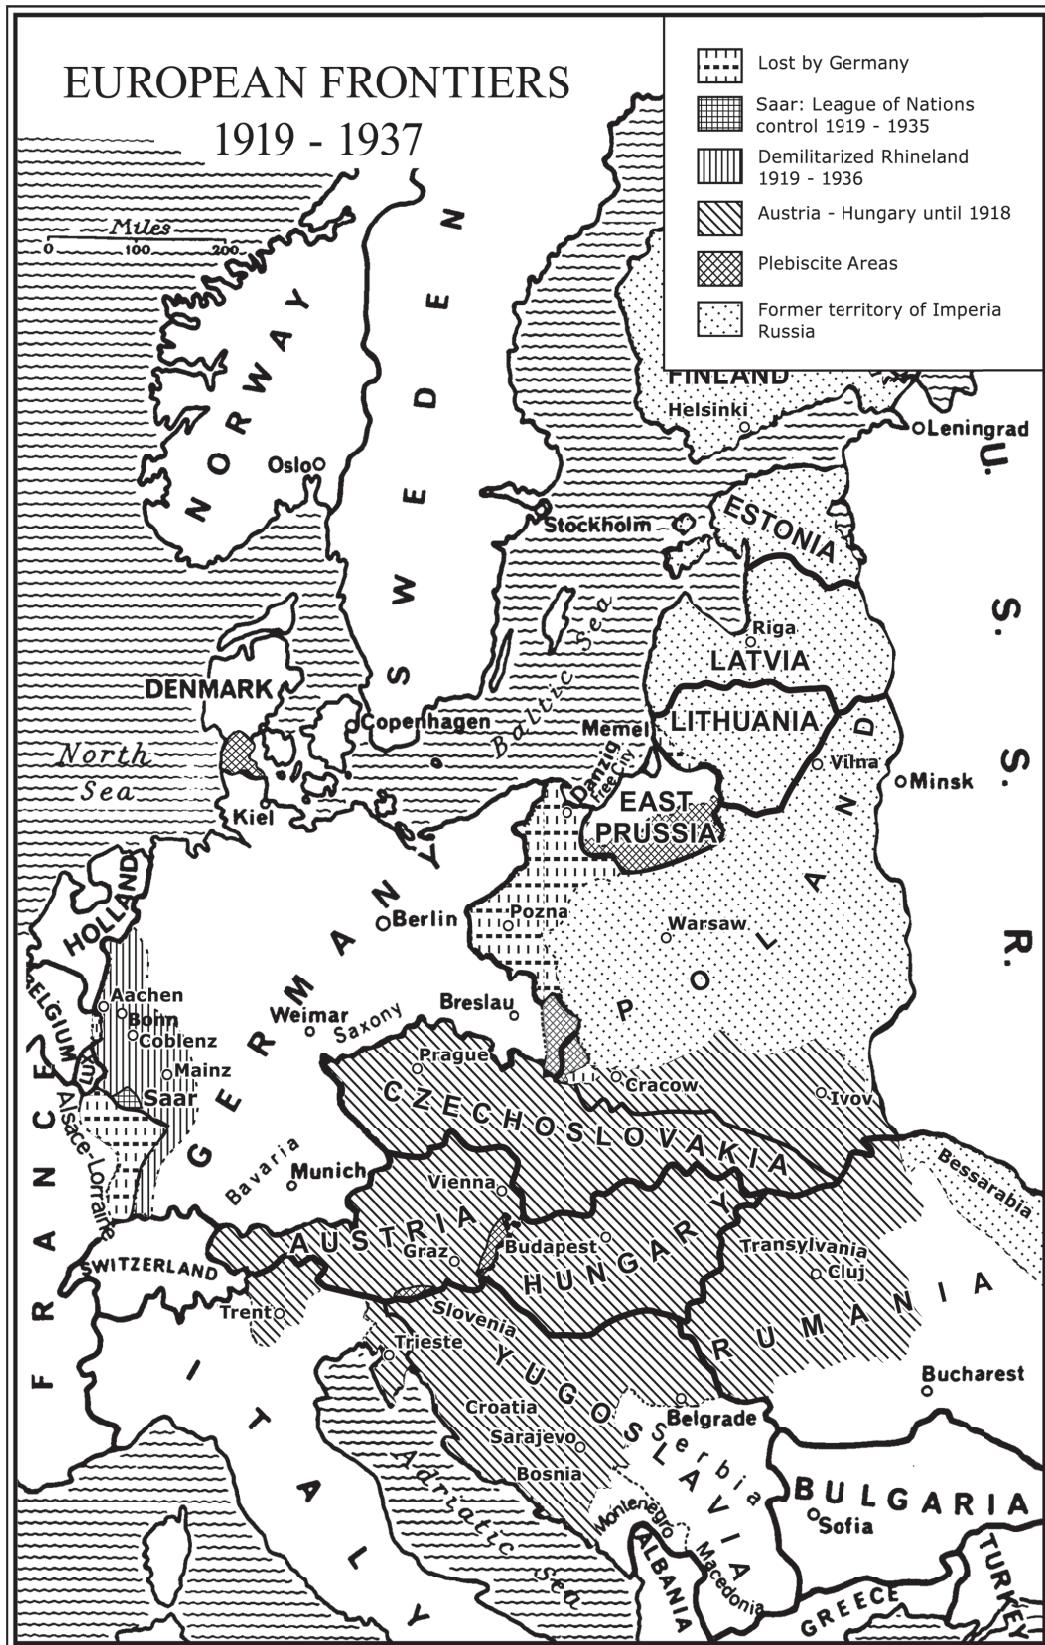 EUROPEAN FRONTIERS
1919 - 1937
Lost by Germany
Saar: League of Nations
control 1919 - 1935
Demilitarized Rhineland
1919 - 1936
Austria - Hungary until 1918
Plebiscite Areas
Former territory of Imperia
Russia
Miles
0 100 200
NORWAY
SWEDEN
FINLAND
Helsinki
Leningrad
U.S.S.R.
Oslo
Stockholm
ESTONIA
Baltic Sea
Riga
LATVIA
DENMARK
Copenhagen
Memel
LITHUANIA
North
Sea
Danzig
Free City
Vilna
Minsk
EAST
PRUSSIA
Kiel
HOLLAND
GERMANY
Berlin
Pozna
Warsaw
POLAND
BELGIUM
Aachen
Bonn
Coblenz
Weimar
Saxony
Breslau
LUX
Mainz
Prague
Cracow
Ivov
Saar
CZECHOSLOVAKIA
FRANCE
Alsace-Lorraine
Bavaria
Munich
Vienna
Bessarabia
AUSTRIA
Graz
Budapest
HUNGARY
Transylvania
Cluj
SWITZERLAND
Trent
Slovenia
RUMANIA
Trieste
YUGOSLAVIA
Bucharest
ITALY
Croatia
Belgrade
Sarajevo
Serbia
Bosnia
Adriatic sea
BULGARIA
Sofia
Montenegro
ALBANIA
Macedonia
GREECE
TURKEY